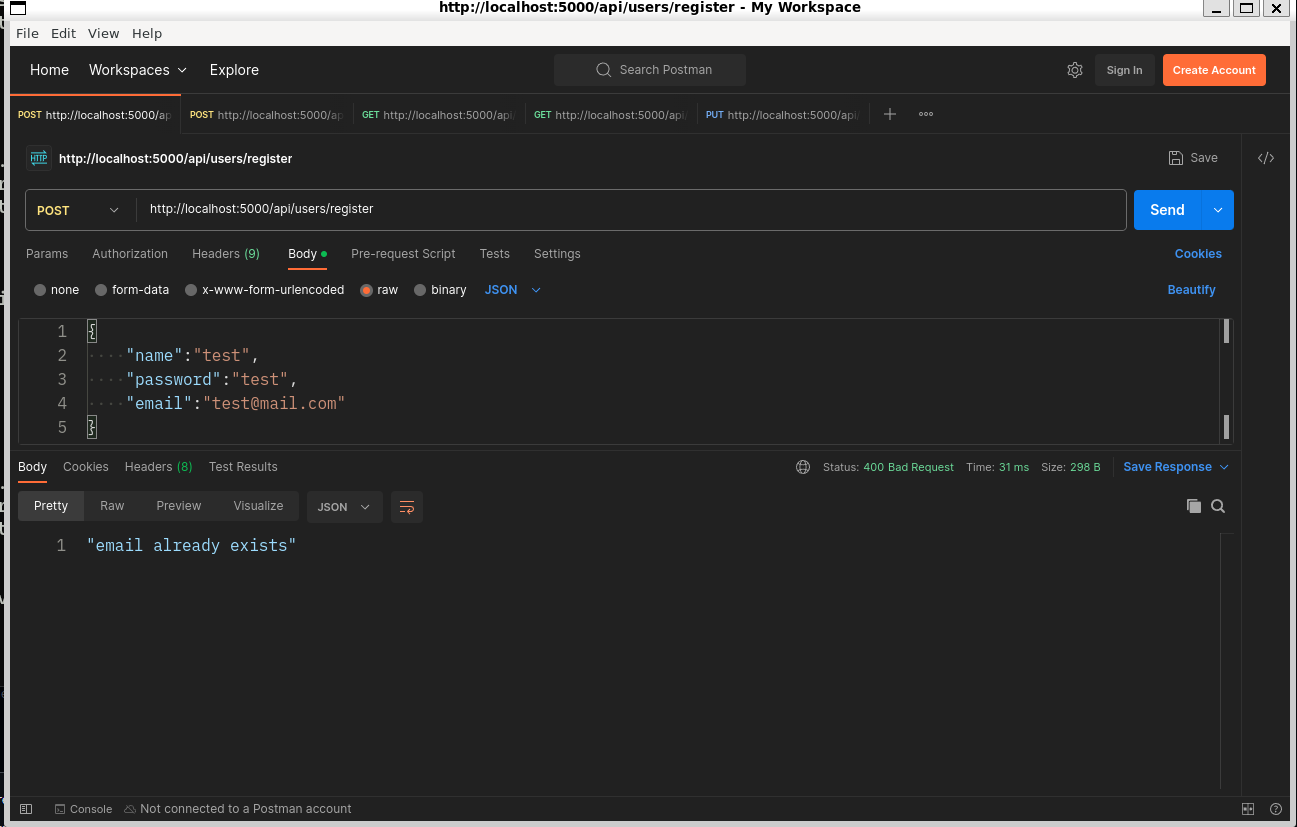 http://localhost:5000/api/users/register - My Workspace
File Edit View Help
Home Workspaces Explore Search Postman Sign In Create Account
POST http://localhost:5000/ap POST http://localhost:5000/ap GET http://localhost:5000/api/ GET http://localhost:5000/api/ PUT http://localhost:5000/api/
HTTP http://localhost:5000/api/users/register Save </>
POST http://localhost:5000/api/users/register Send
Params Authorization Headers (9) Body Pre-request Script Tests Settings Cookies
none form-data x-www-form-urlencoded raw binary JSON Beautify
1 {
2 ····"name":"test",
3 ····"password":"test",
4 ····"email":"test@mail.com"
5 }
Body Cookies Headers (8) Test Results Status: 400 Bad Request Time: 31 ms Size: 298 B Save Response
Pretty Raw Preview Visualize JSON
1 "email already exists"
Console Not connected to a Postman account